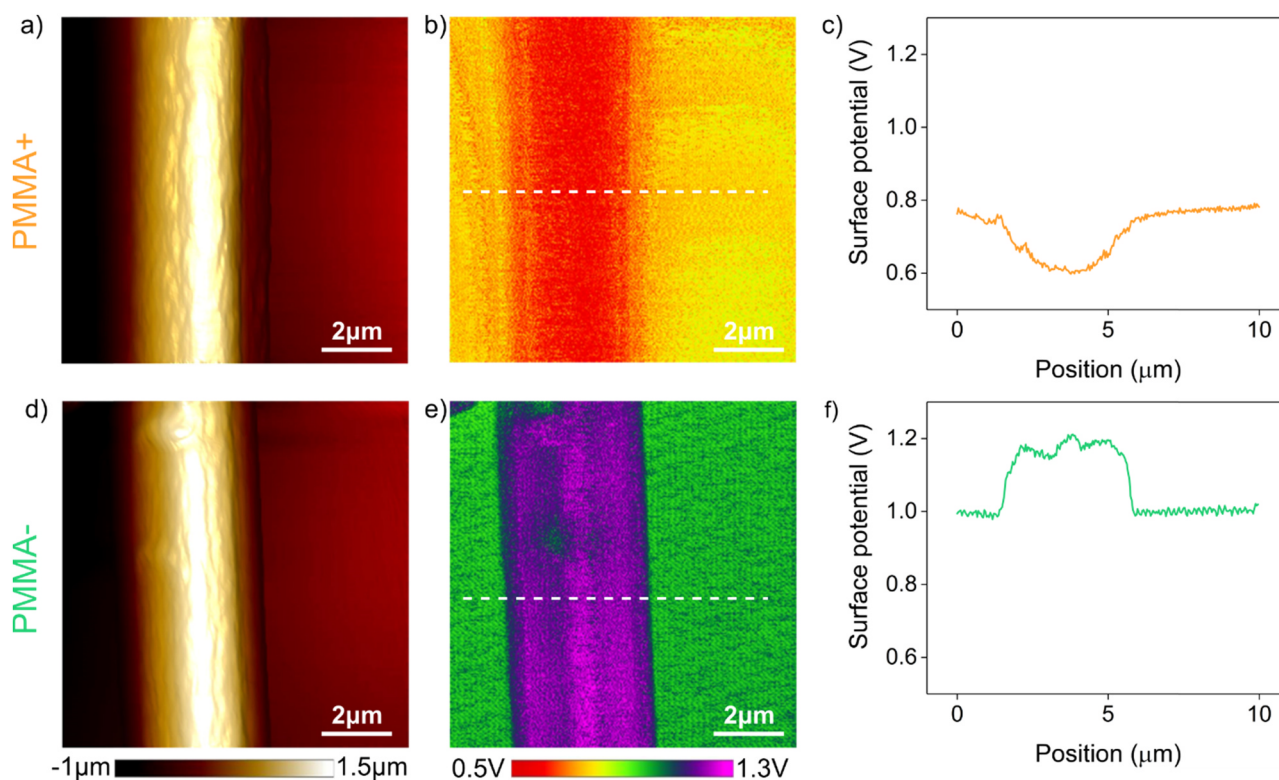 a)
b)
c)
PMMA+
2μm
2μm
Surface potential (V)
1.2
1.0
0.8
0.6
0
5
10
Position (μm)
d)
e)
f)
PMMA-
2μm
2μm
Surface potential (V)
1.2
1.0
0.8
0.6
0
5
10
Position (μm)
-1μm
1.5μm
0.5V
1.3V